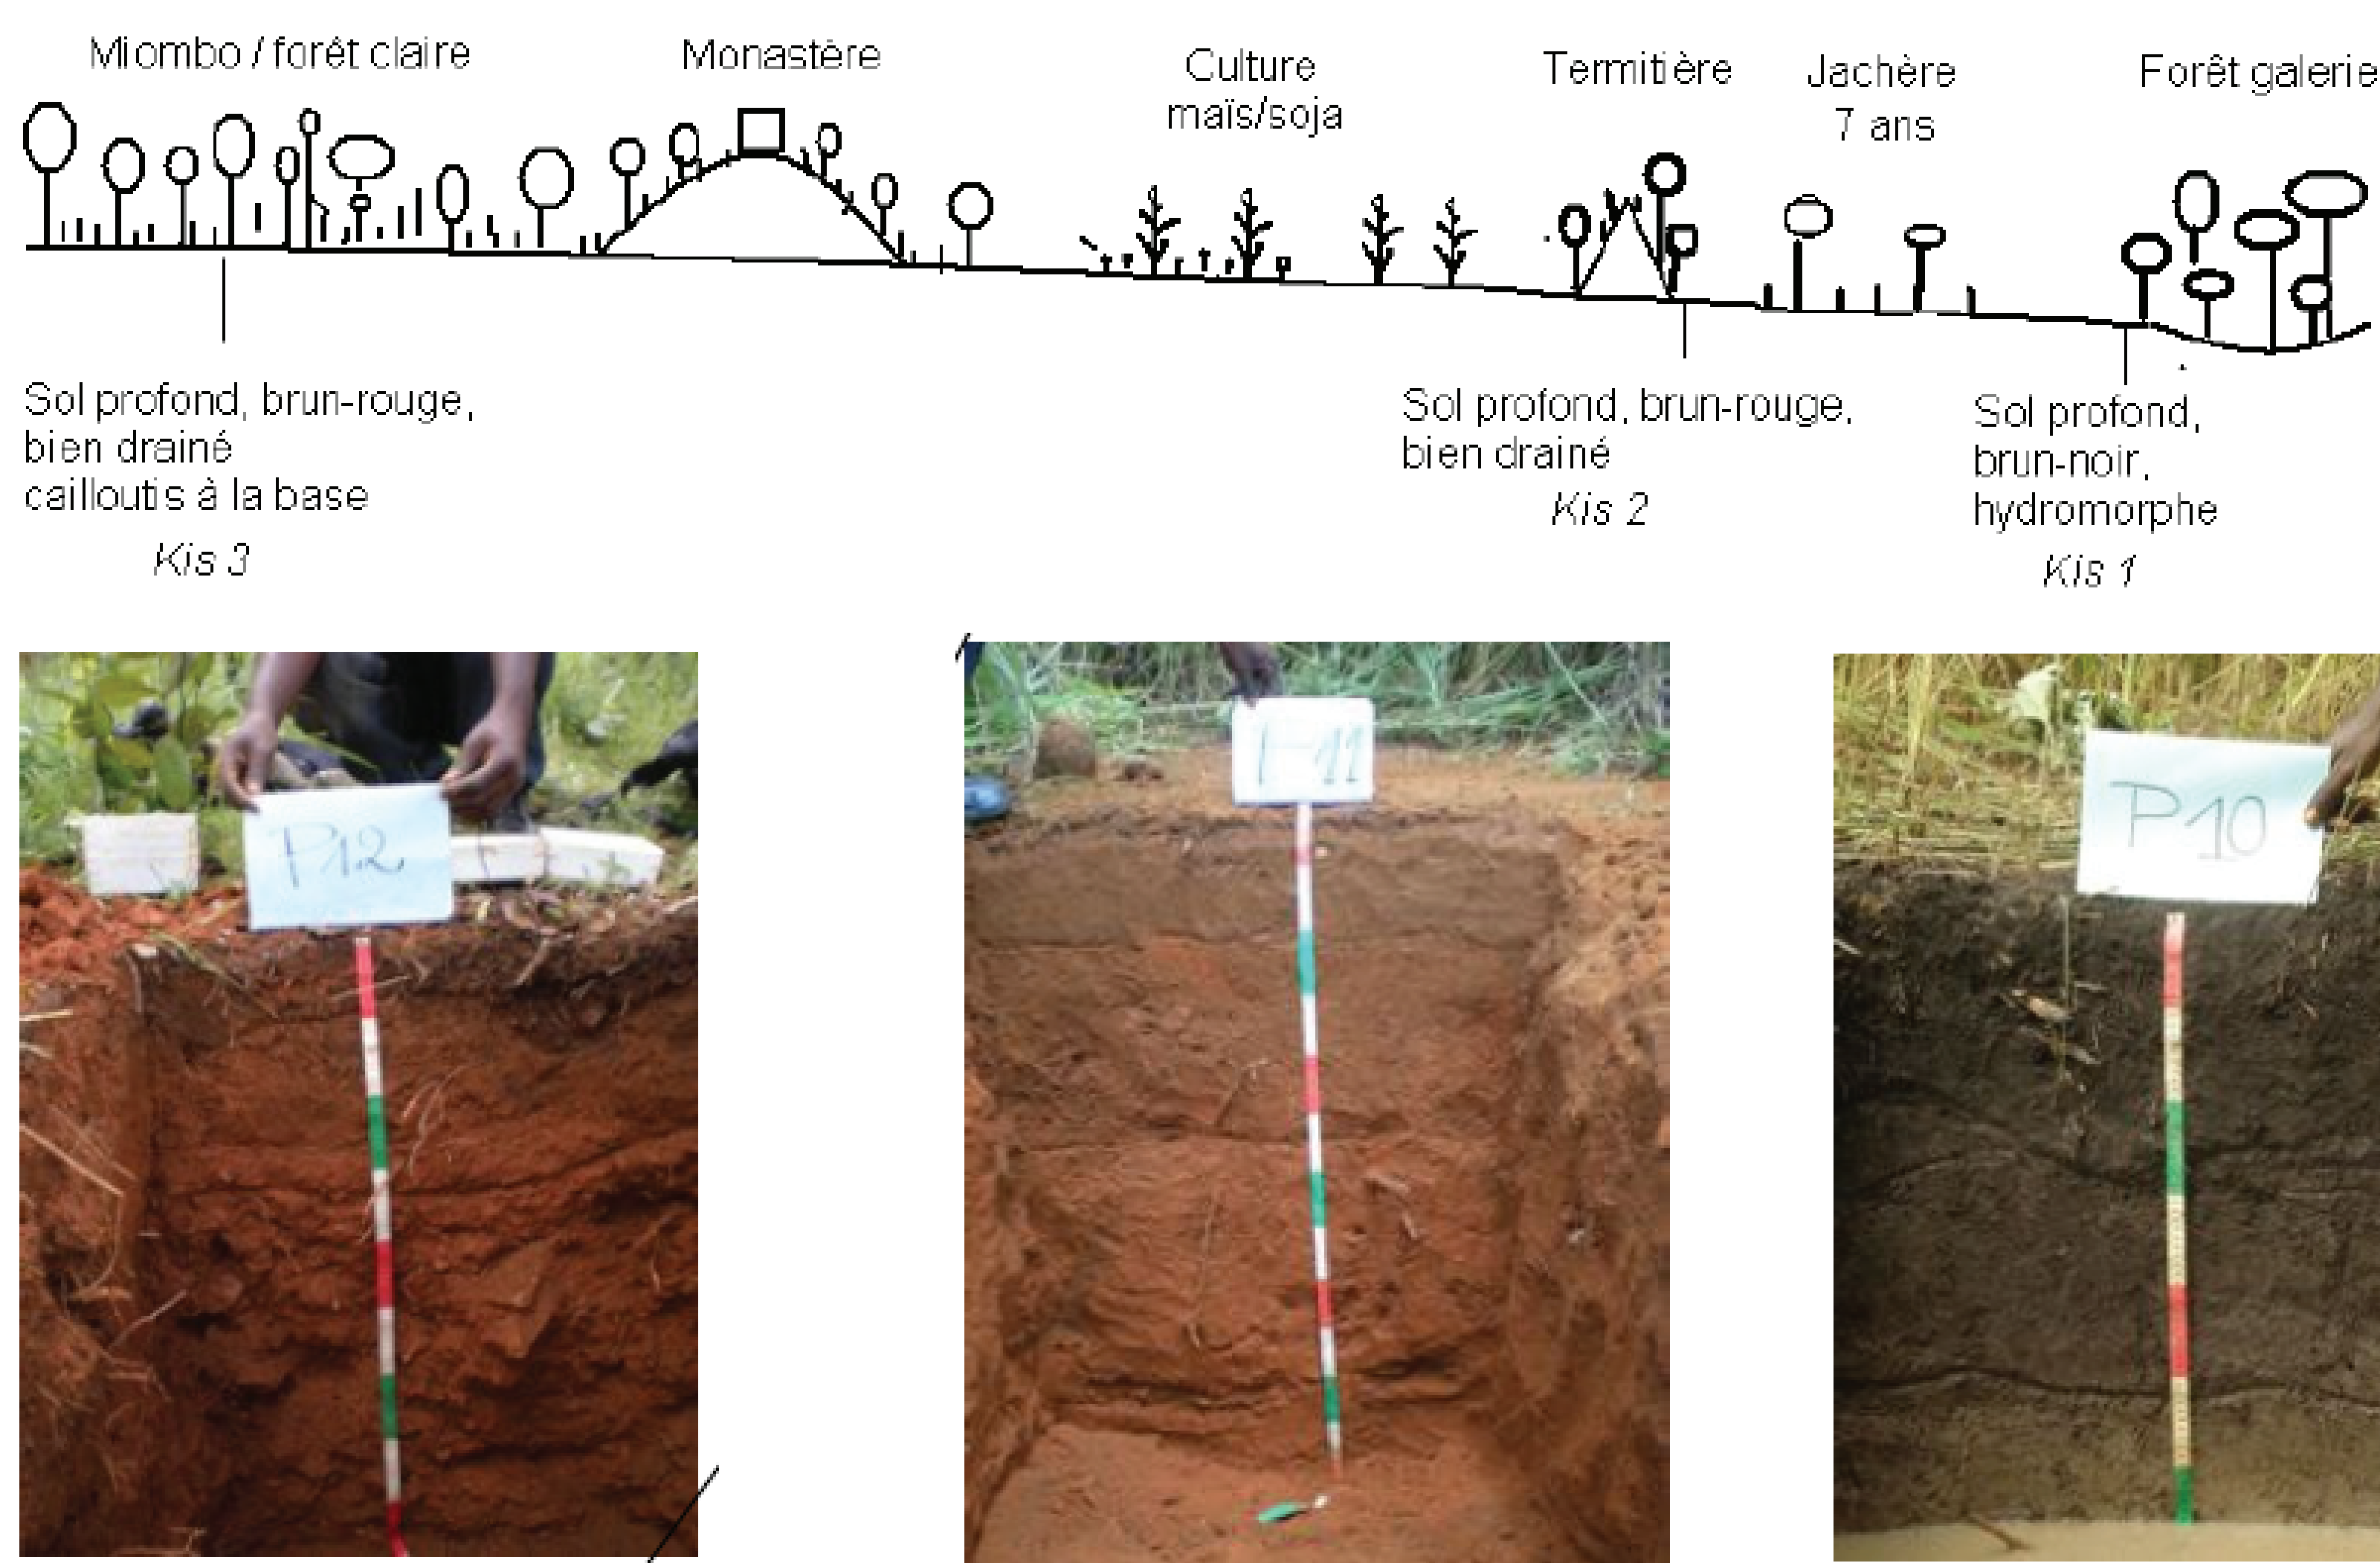 Miombo / forêt claire
Monastère
Culture
maïs/soja
Termitière
Jachère
7 ans
Forêt galerie
Sol profond, brun-rouge,
bien drainé
cailloutis à la base
Kis 3
Sol profond, brun-rouge,
bien drainé
Kis 2
Sol profond,
brun-noir,
hydromorphe
Kis 1
P12
11
P10